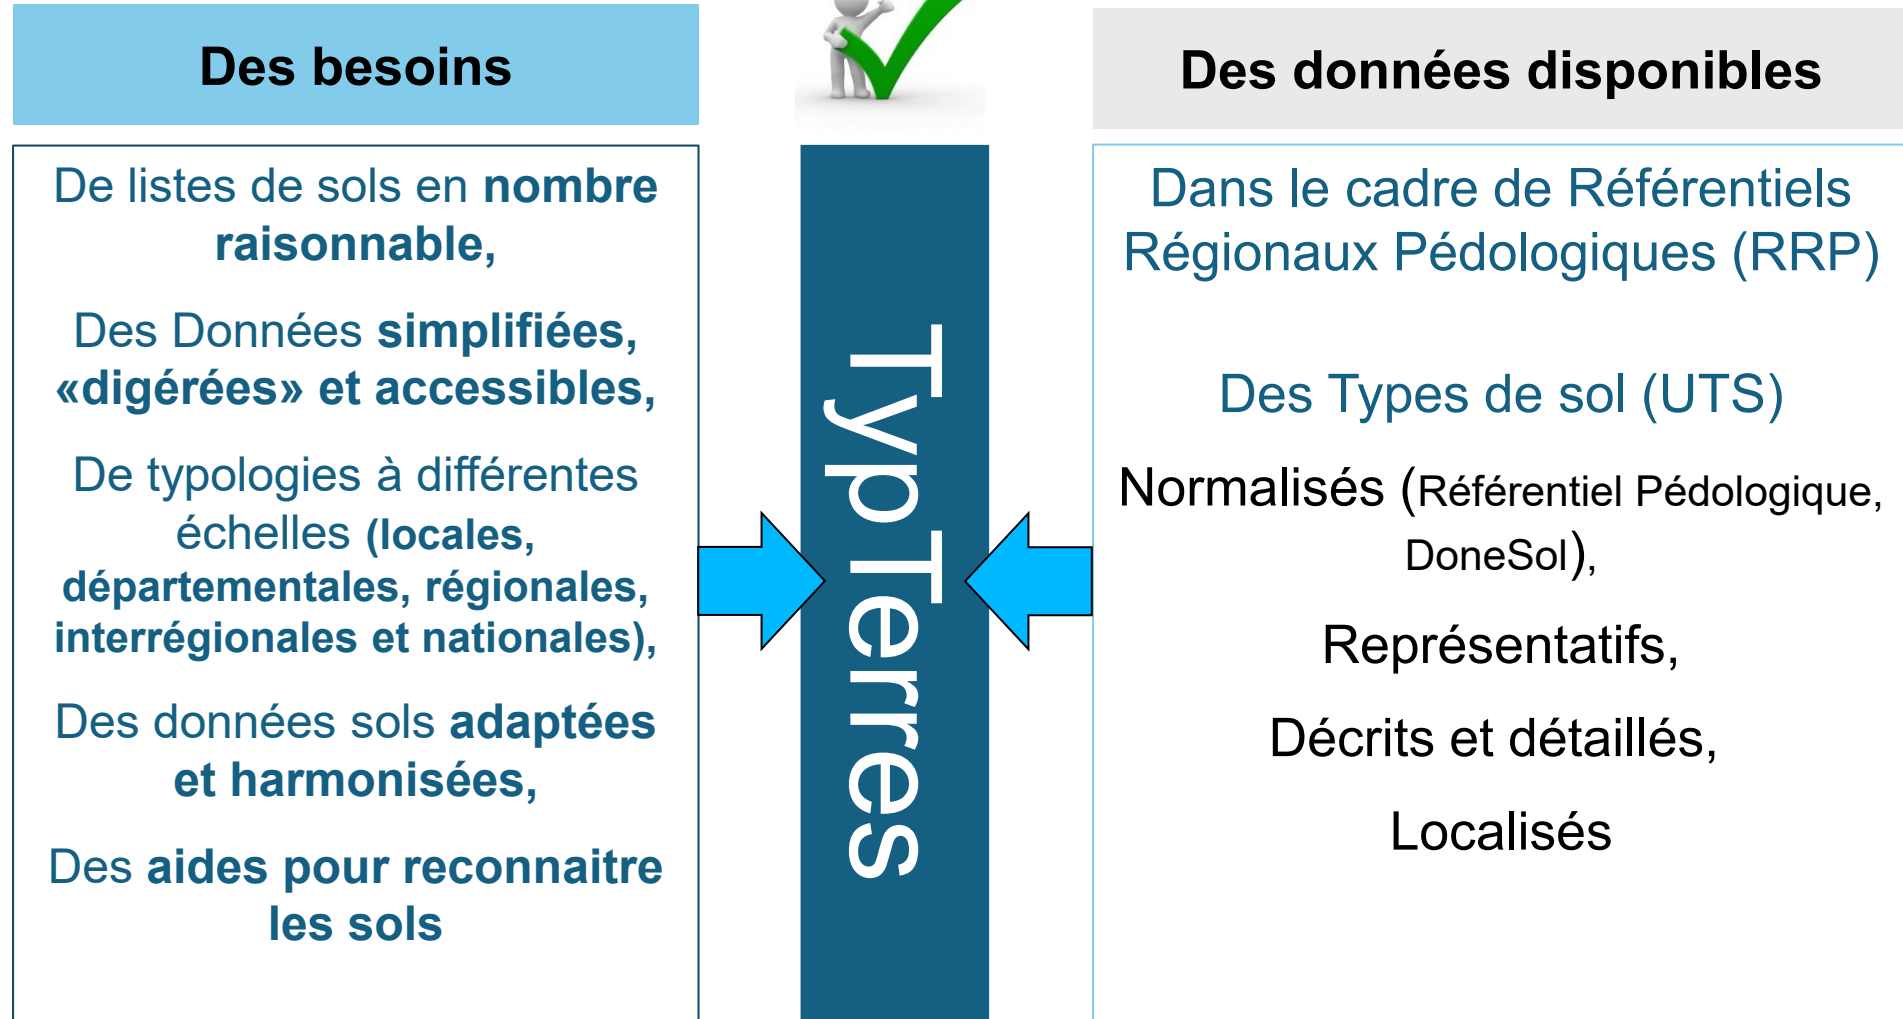 Des besoins
De listes de sols en nombre
raisonnable,
Des Données simplifiées,
«digérées» et accessibles,
De typologies à différentes
échelles (locales,
départementales, régionales,
interrégionales et nationales),
Des données sols adaptées
et harmonisées,
Des aides pour reconnaitre
les sols
TypTerres
Des données disponibles
Dans le cadre de Référentiels
Régionaux Pédologiques (RRP)
Des Types de sol (UTS)
Normalisés (Référentiel Pédologique,
DoneSol),
Représentatifs,
Décrits et détaillés,
Localisés